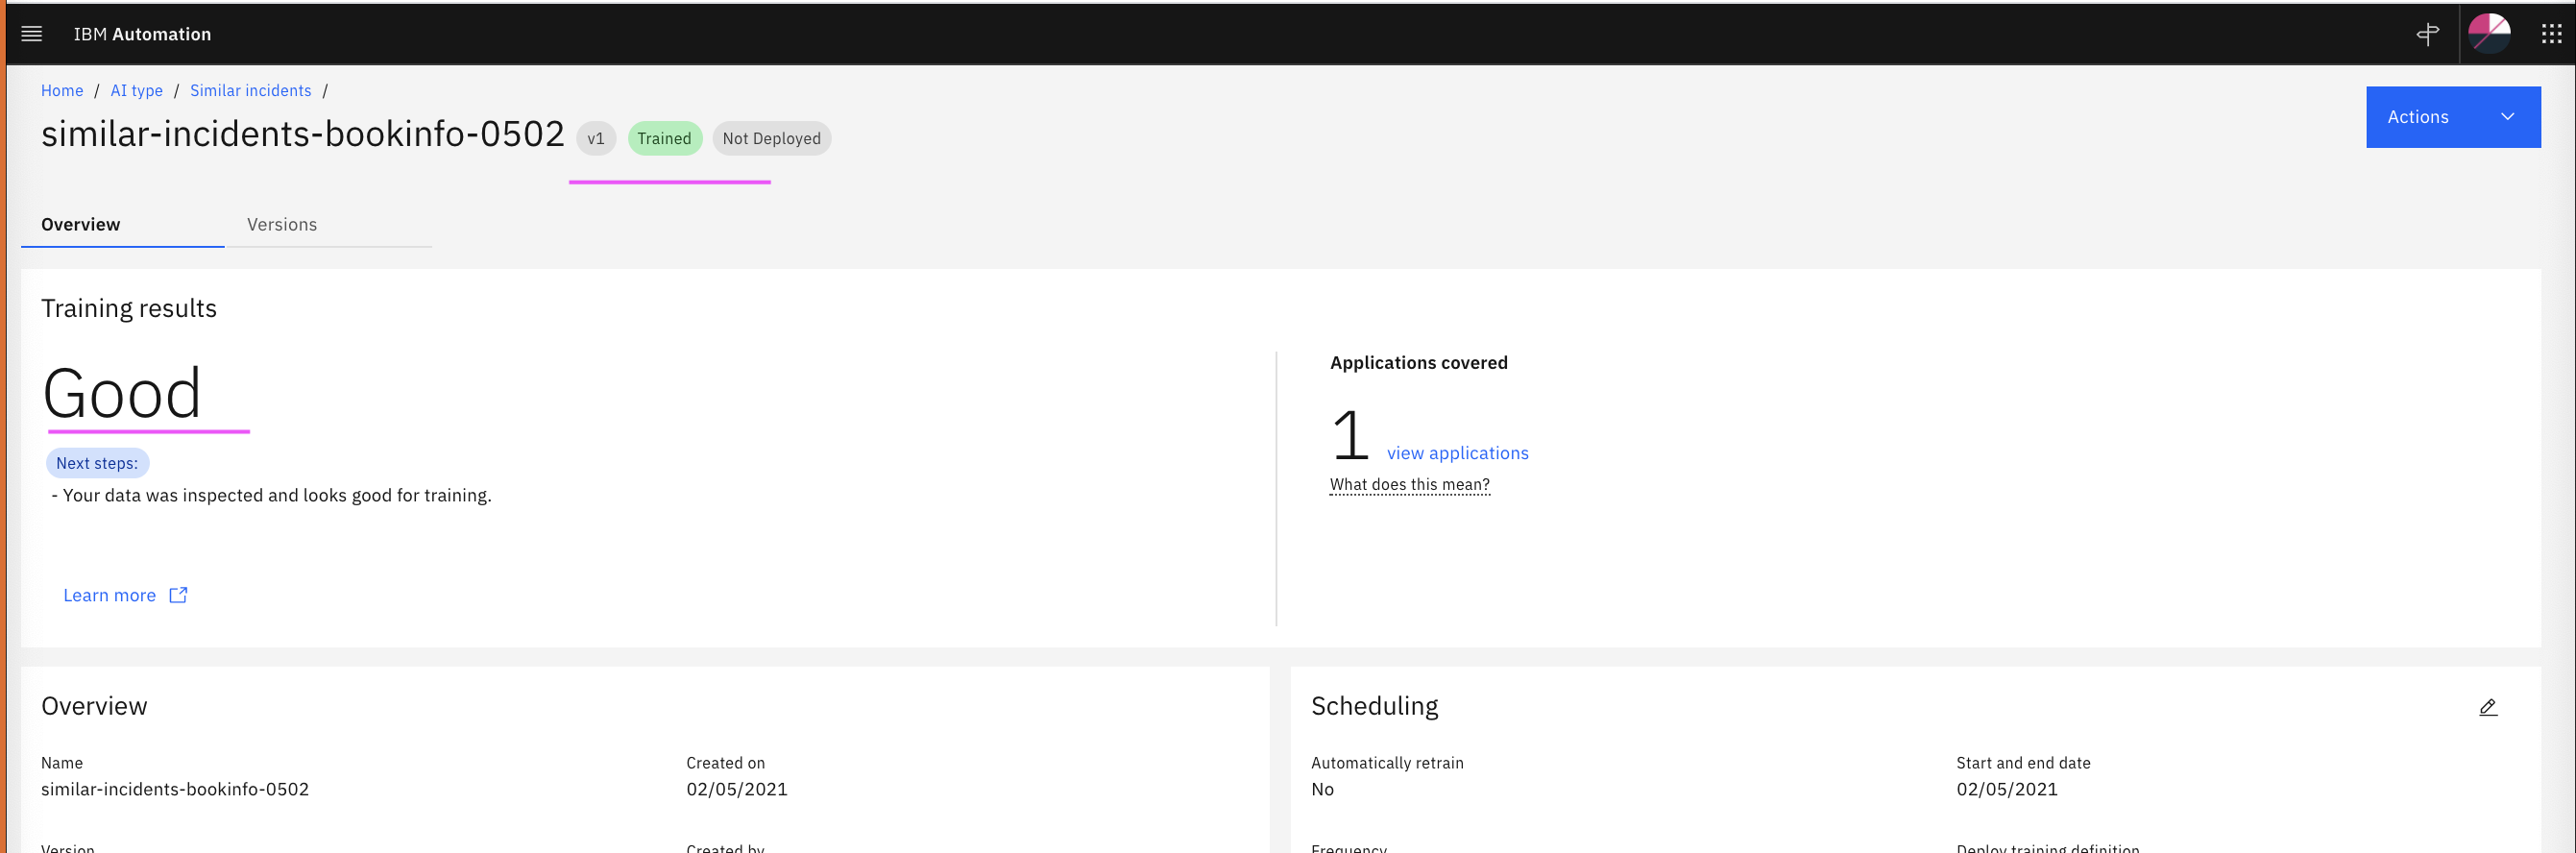 IBM Automation
Home / AI type / Similar incidents /
similar-incidents-bookinfo-0502 v1 Trained Not Deployed
Actions
Overview Versions
Training results
Good
Next steps:
- Your data was inspected and looks good for training.
Learn more
Applications covered
1 view applications
What does this mean?
Overview
Name
similar-incidents-bookinfo-0502
Created on
02/05/2021
Version
Created by
Scheduling
Automatically retrain
No
Start and end date
02/05/2021
Frequency
Deploy training definition